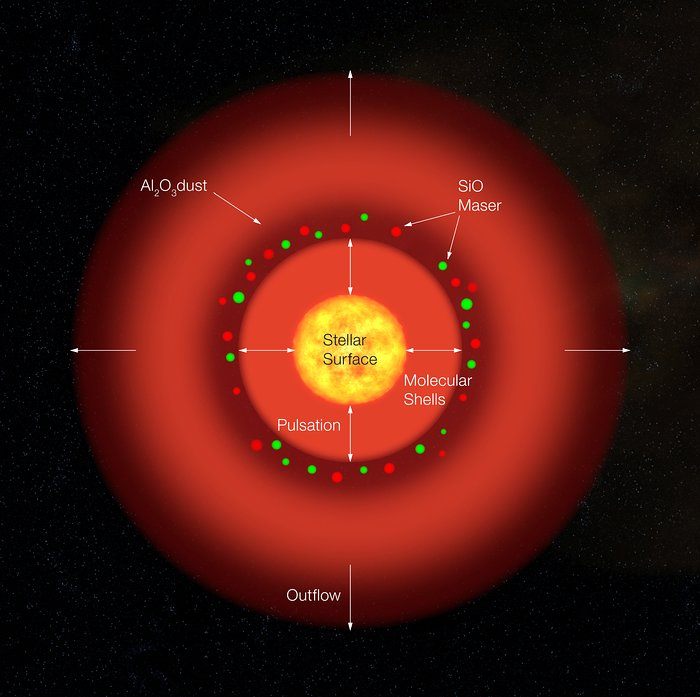 Al₂O₃dust
SiO
Maser
Stellar
Surface
Molecular
Shells
Pulsation
Outflow